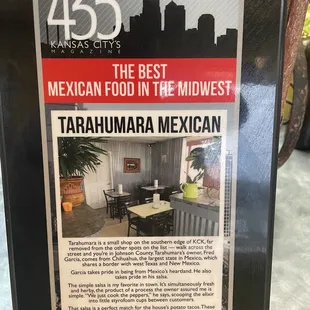 435
KANSAS CITY'S
MAGAZINE
THE BEST
MEXICAN FOOD IN THE MIDWEST
TARAHUMARA MEXICAN
Tarahumara is a small shop on the southern edge of KCK, far
removed from the other spots on this list — walk across the
street and you're in Johnson County. Tarahumara's owner, Fred
Garcia, comes from Chihuahua, the largest state in Mexico, which
shares a border with west Texas and New Mexico.
Garcia takes pride in being from Mexico's heartland. He also
takes pride in his salsa.
The simple salsa is my favorite in town. It's simultaneously fresh
and herby, the product of a process the owner assured me is
simple. "We just cook the peppers," he says, scooping the elixir
into little styrofoam cups between customers.
That salsa is a perfect match for the house's potato tacos. These